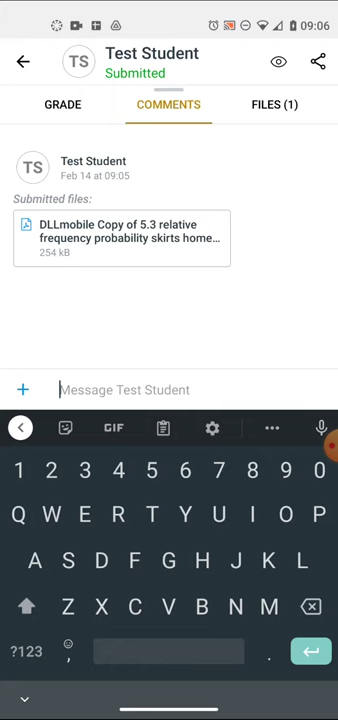 09:06
TS
Test Student
Submitted
GRADE
COMMENTS
FILES (1)
TS
Test Student
Feb 14 at 09:05
Submitted files:
DLLmobile Copy of 5.3 relative
frequency probability skirts home...
254 kB
+ Message Test Student
GIF
1 2 3 4 5 6 7 8 9 0
Q W E R T Y U I O P
A S D F G H J K L
Z X C V B N M
?123 , .